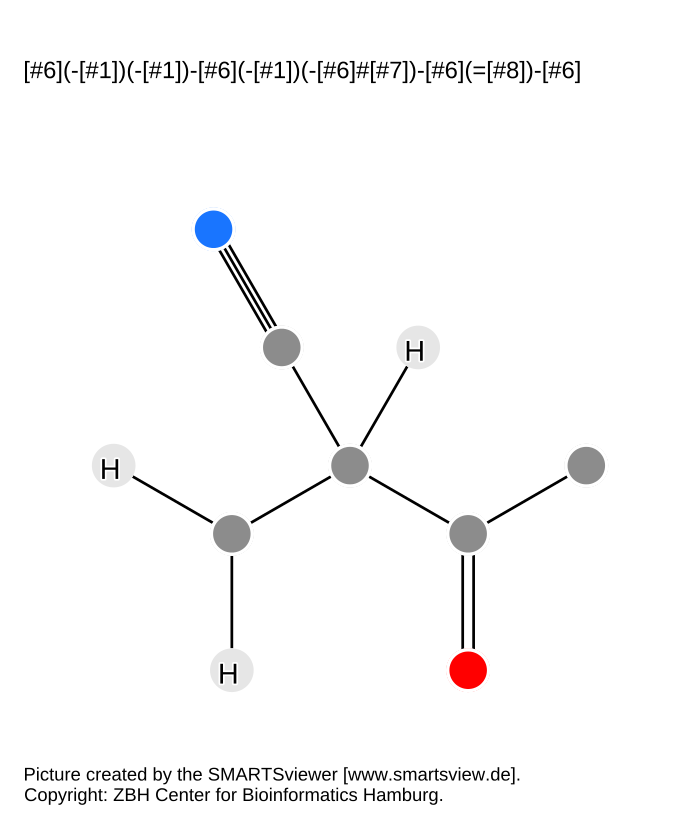 [#6](-[#1])(-[#1])-[#6](-[#1])(-[#6]#[#7])-[#6](=[#8])-[#6]
H
H
H
Picture created by the SMARTSviewer [www.smartsview.de].
Copyright: ZBH Center for Bioinformatics Hamburg.